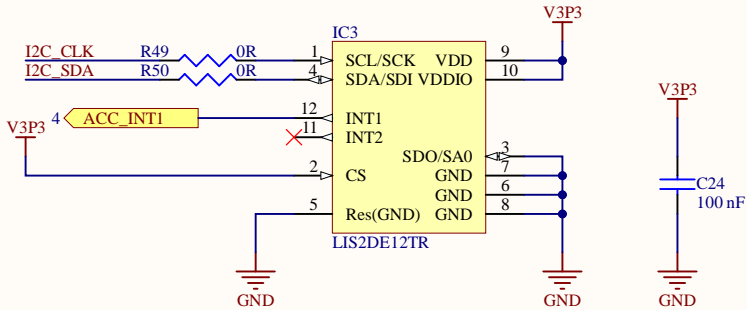 IC3
V3P3
I2C_CLK R49 0R 1 SCL/SCK VDD 9
I2C_SDA R50 0R 4 SDA/SDI VDDIO 10
V3P3
4 ACC_INT1 12 INT1
V3P3 11 INT2
SDO/SA0 3
2 CS GND 7
C24
GND 6
100 nF
5 Res(GND) GND 8
LIS2DE12TR
GND GND GND